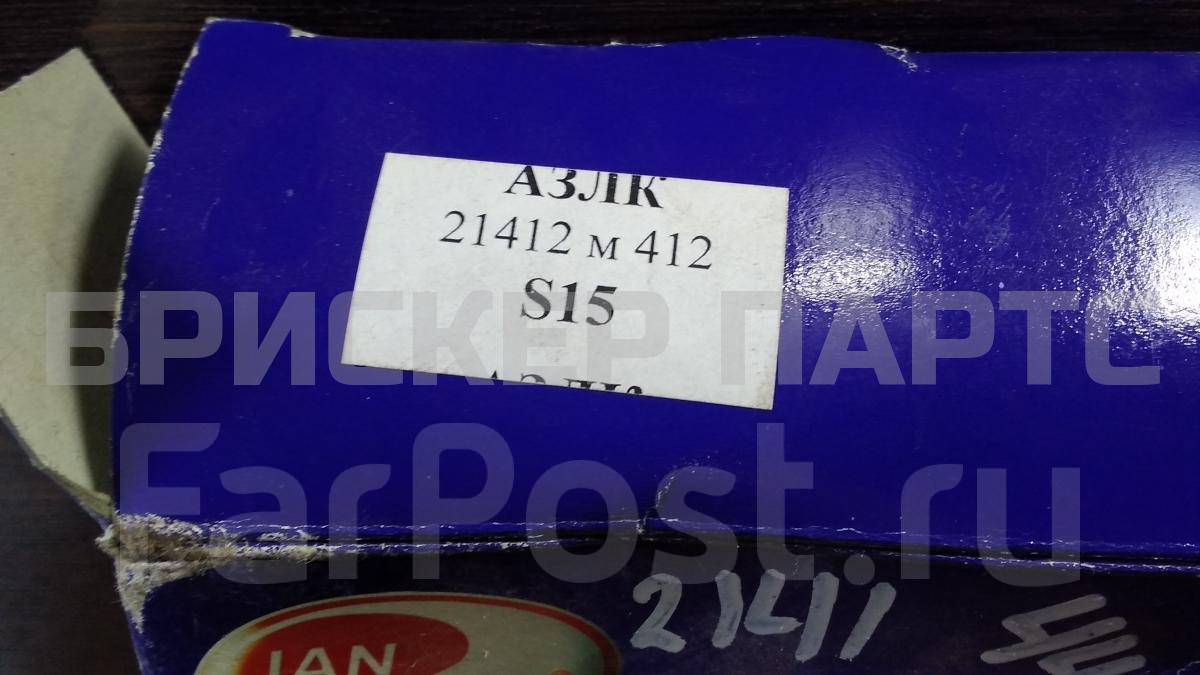 АЗЛК
21412 м 412
S15
БРИСКЕР ПАРТС
FarPost.ru
21411
IAN